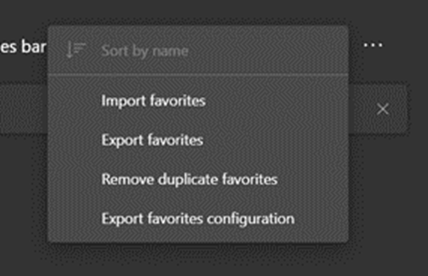 es bar
Sort by name
Import favorites
Export favorites
Remove duplicate favorites
Export favorites configuration